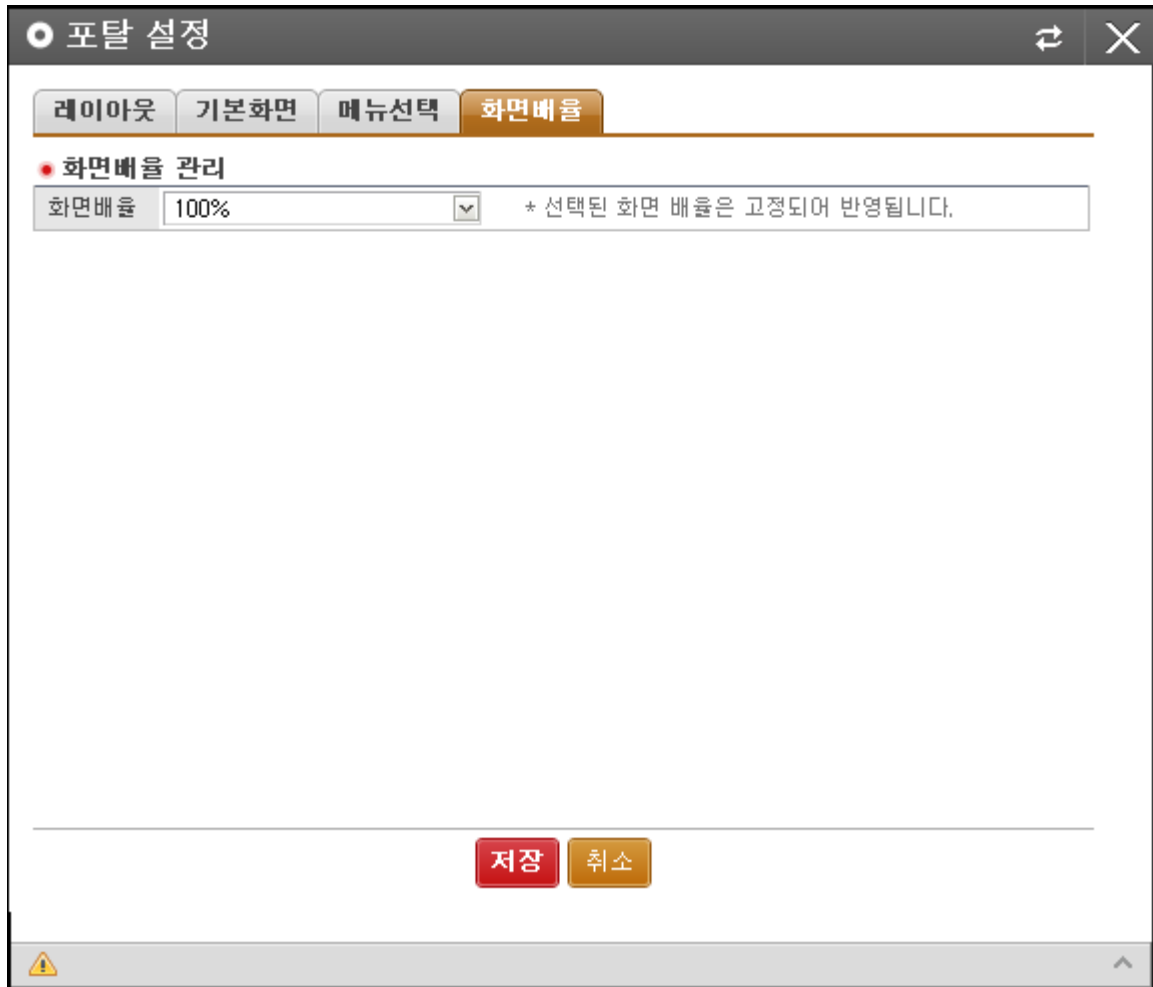 포탈 설정
레이아웃 기본화면 메뉴선택 화면배율
화면배율 관리
화면배율 100% * 선택된 화면 배율은 고정되어 반영됩니다.
저장 취소